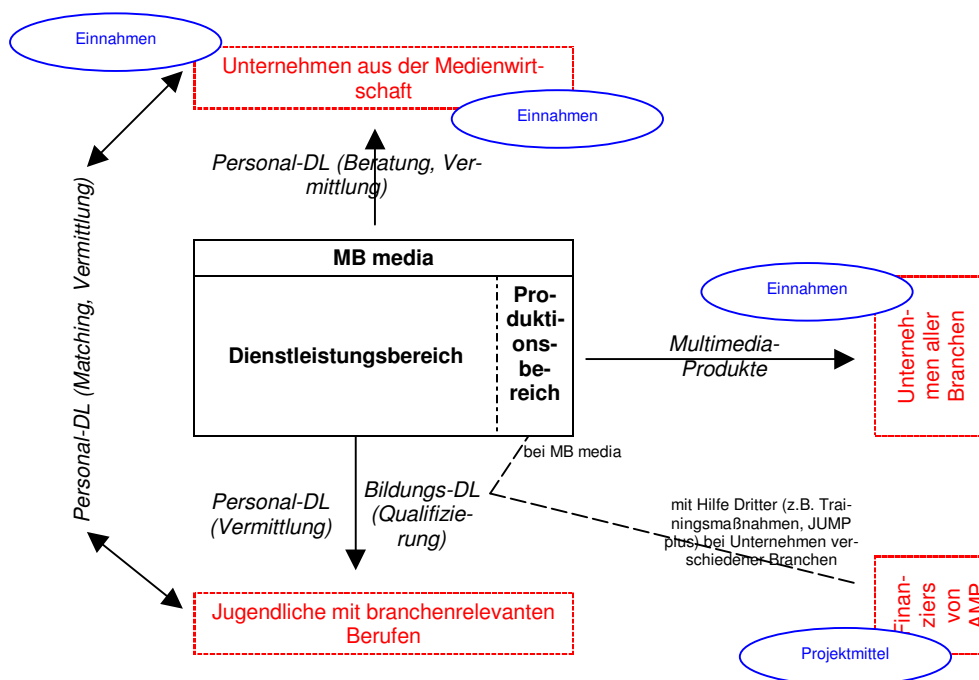 Einnahmen
Unternehmen aus der Medienwirt-
schaft
Einnahmen
Personal-DL (Beratung, Ver-
mittlung)
Personal-DL (Matching, Vermittlung)
MB media
Dienstleistungsbereich
Pro-
dukti-
ons-
be-
reich
Einnahmen
Multimedia-
Produkte
Unterneh-
men aller
Branchen
bei MB media
Personal-DL
(Vermittlung)
Bildungs-DL
(Qualifizie-
rung)
mit Hilfe Dritter (z.B. Trai-
ningsmaßnahmen, JUMP
plus) bei Unternehmen ver-
schiedener Branchen
Jugendliche mit branchenrelevanten
Berufen
Finan-
ziers
von
AMP
Projektmittel